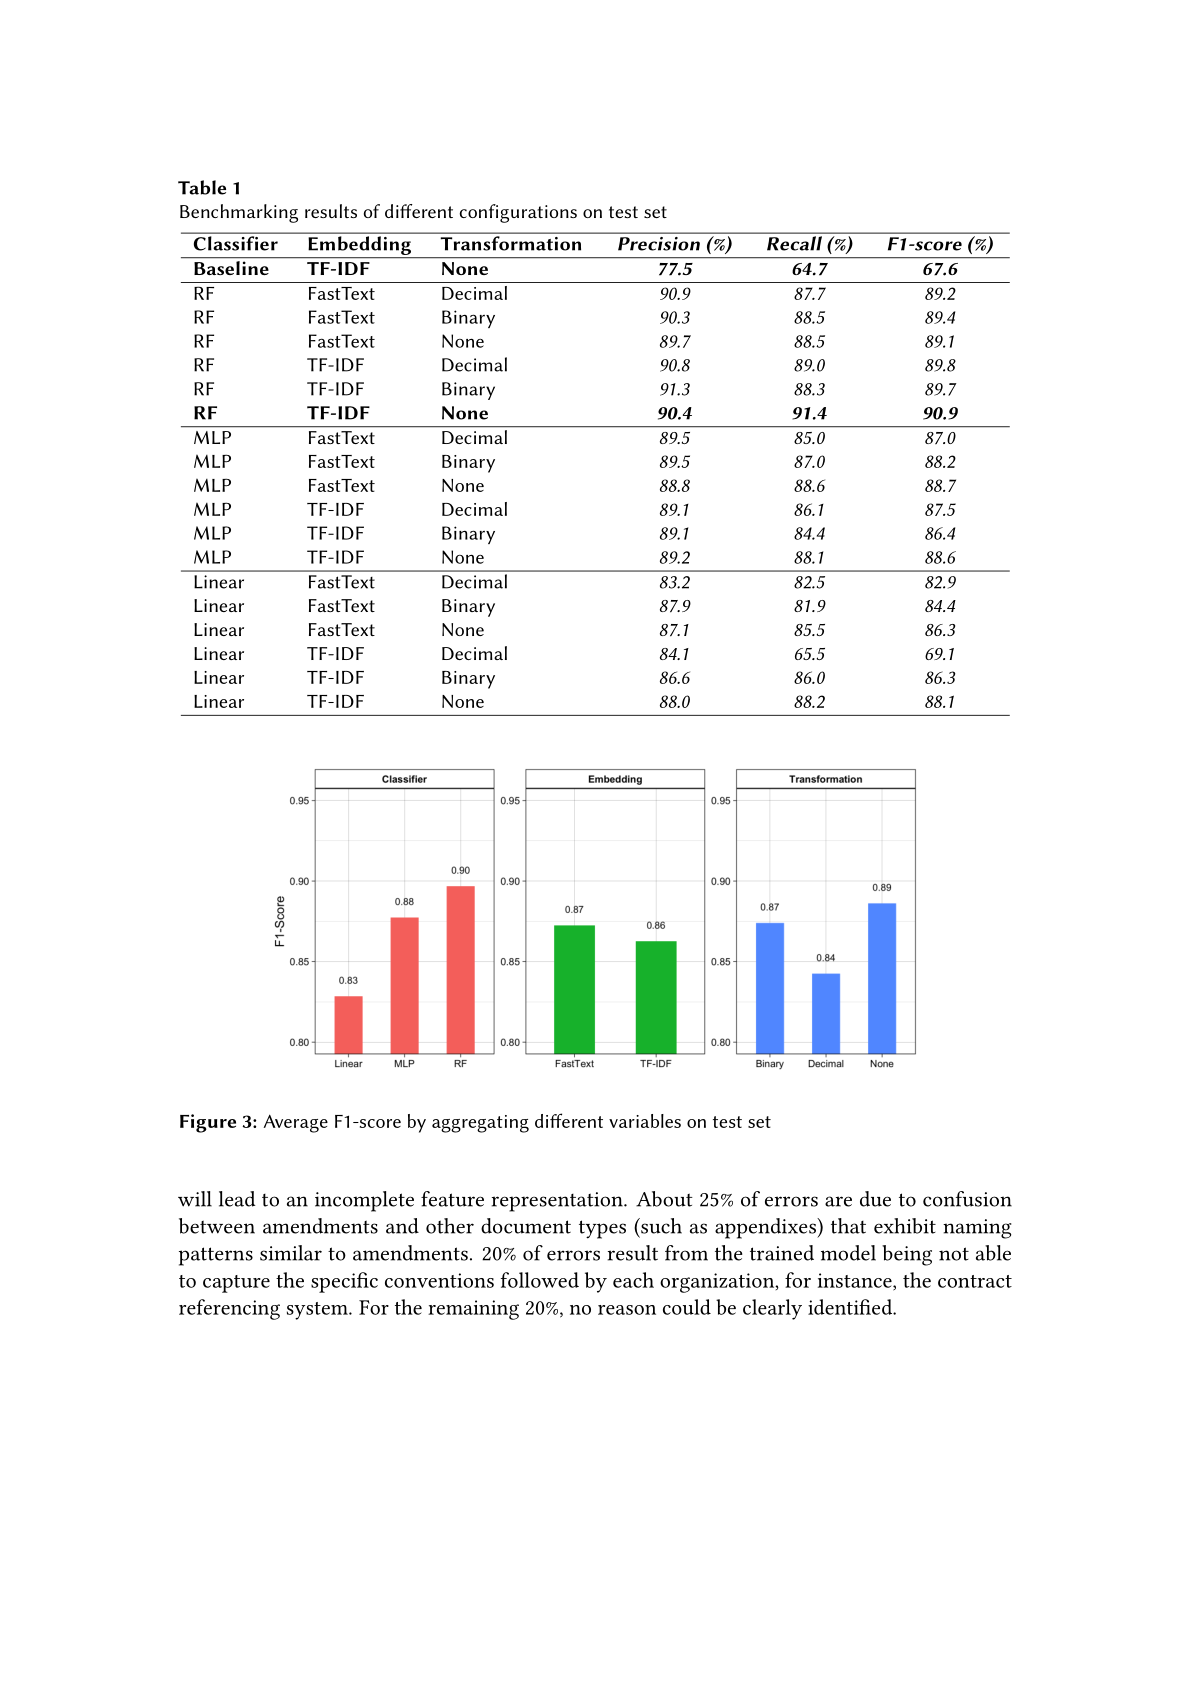 Table 1
Benchmarking results of different configurations on test set
Classifier Embedding Transformation Precision (%) Recall (%) F1-score (%)
Baseline TF-IDF None 77.5 64.7 67.6
RF FastText Decimal 90.9 87.7 89.2
RF FastText Binary 90.3 88.5 89.4
RF FastText None 89.7 88.5 89.1
RF TF-IDF Decimal 90.8 89.0 89.8
RF TF-IDF Binary 91.3 88.3 89.7
RF TF-IDF None 90.4 91.4 90.9
MLP FastText Decimal 89.5 85.0 87.0
MLP FastText Binary 89.5 87.0 88.2
MLP FastText None 88.8 88.6 88.7
MLP TF-IDF Decimal 89.1 86.1 87.5
MLP TF-IDF Binary 89.1 84.4 86.4
MLP TF-IDF None 89.2 88.1 88.6
Linear FastText Decimal 83.2 82.5 82.9
Linear FastText Binary 87.9 81.9 84.4
Linear FastText None 87.1 85.5 86.3
Linear TF-IDF Decimal 84.1 65.5 69.1
Linear TF-IDF Binary 86.6 86.0 86.3
Linear TF-IDF None 88.0 88.2 88.1
Classifier Embedding Transformation
0.95 0.95 0.95
0.90
0.90 0.90 0.90
0.89
0.88
0.87 0.87
0.86
0.85 0.85 0.85
0.84
0.83
0.80 0.80 0.80
F1-Score
Linear MLP RF FastText TF-IDF Binary Decimal None
Figure 3: Average F1-score by aggregating different variables on test set
will lead to an incomplete feature representation. About 25% of errors are due to confusion
between amendments and other document types (such as appendixes) that exhibit naming
patterns similar to amendments. 20% of errors result from the trained model being not able
to capture the specific conventions followed by each organization, for instance, the contract
referencing system. For the remaining 20%, no reason could be clearly identified.